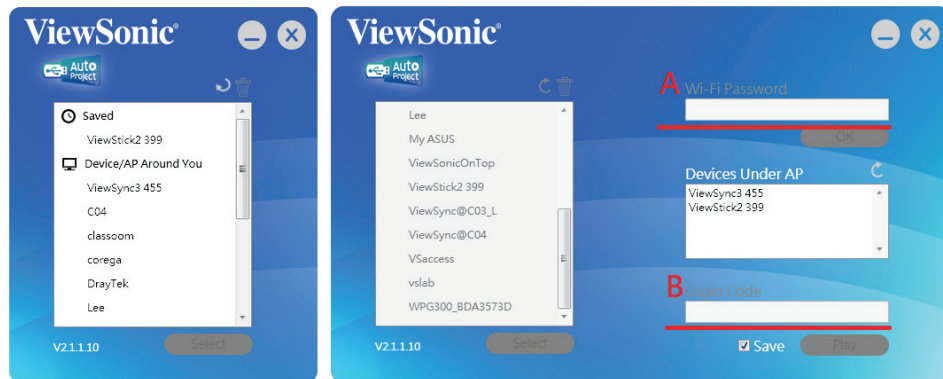 ViewSonic®
Auto
Project
Saved
ViewStick2 399
Device/AP Around You
ViewSync3 455
C04
classoom
corega
DrayTek
Lee
V2.1.1.10
Select
ViewSonic®
Auto
Project
Lee
My ASUS
ViewSonicOnTop
ViewStick2 399
ViewSync@C03_L
ViewSync@C04
VSaccess
vslab
WPG300_8DA3573D
V2.1.1.10
Select
A Wi-Fi Password
OK
Devices Under AP
ViewSync3 455
ViewStick2 399
B Login Code
Save
Play